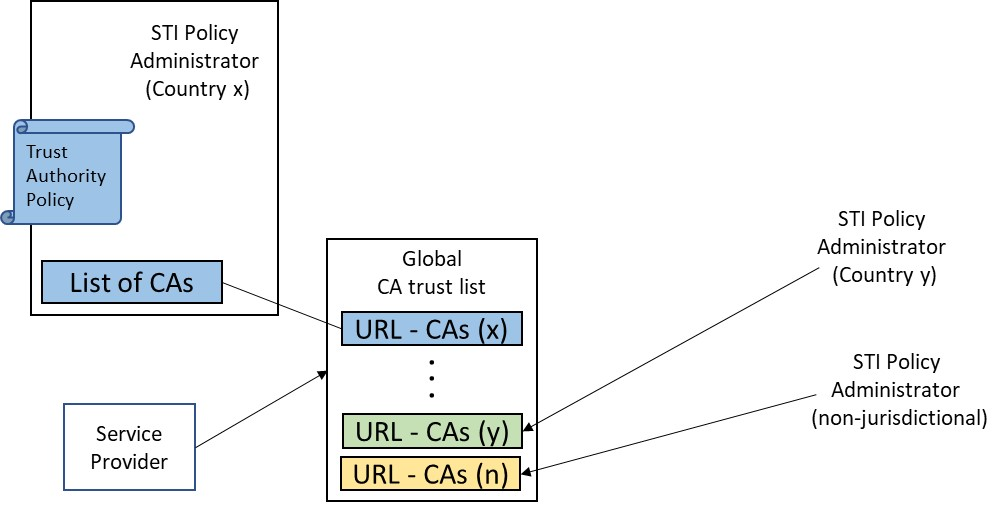 STI Policy
Administrator
(Country x)
Trust
Authority
Policy
List of CAs
Global
CA trust list
URL - CAs (x)
URL - CAs (y)
URL - CAs (n)
Service
Provider
STI Policy
Administrator
(Country y)
STI Policy
Administrator
(non-jurisdictional)